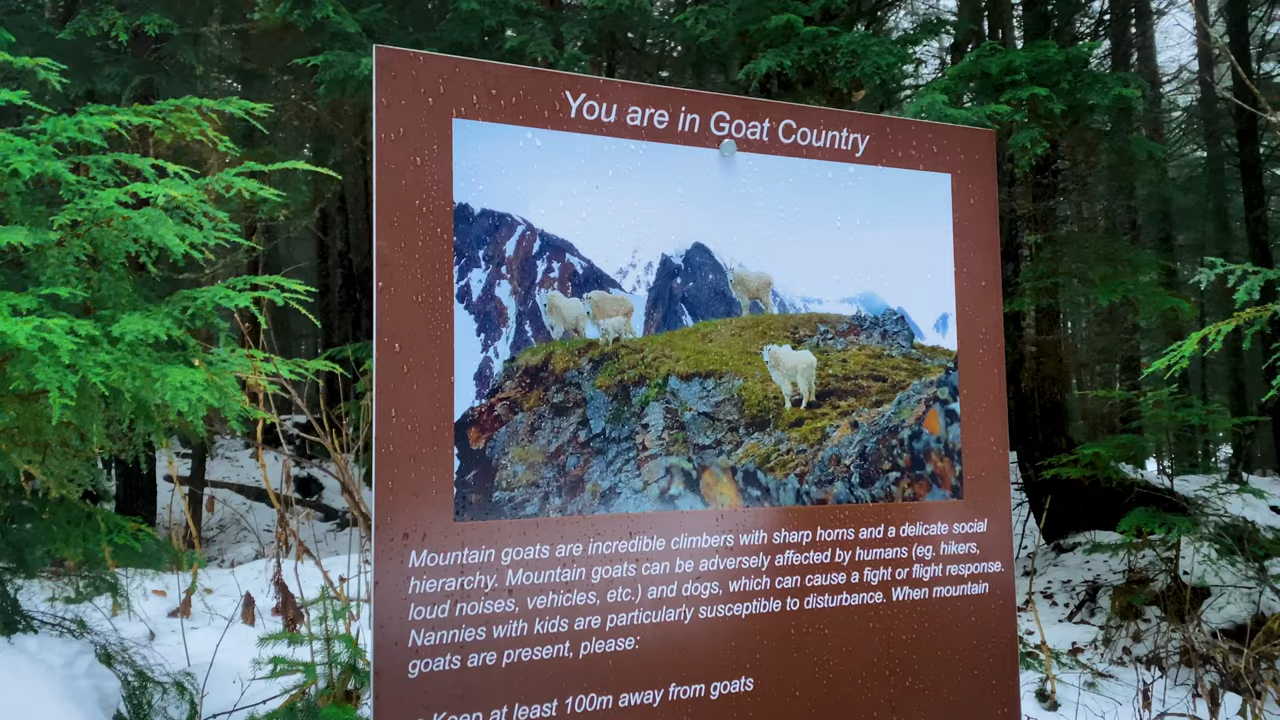 You are in Goat Country
Mountain goats are incredible climbers with sharp horns and a delicate social
hierarchy. Mountain goats can be adversely affected by humans (eg. hikers,
loud noises, vehicles, etc.) and dogs, which can cause a fight or flight response.
Nannies with kids are particularly susceptible to disturbance. When mountain
goats are present, please:
Keep at least 100m away from goats